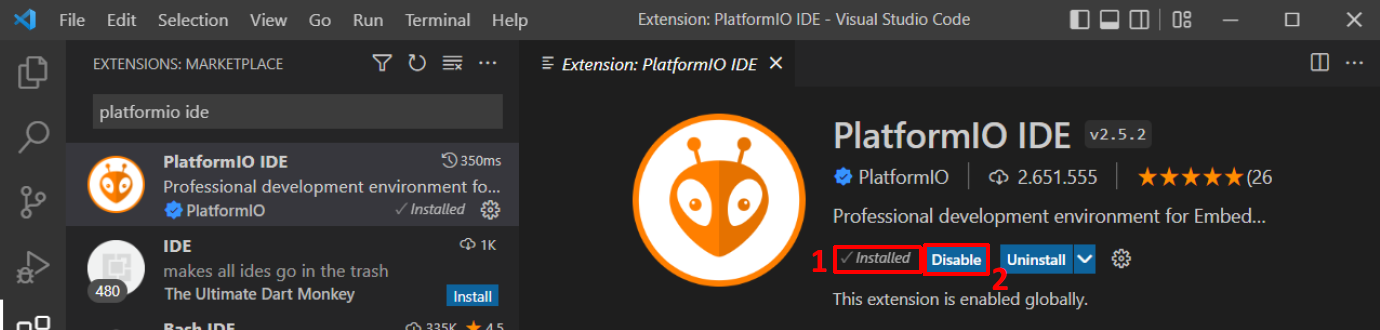 File Edit Selection View Go Run Terminal Help Extension: PlatformIO IDE - Visual Studio Code
EXTENSIONS: MARKETPLACE
Extension: PlatformIO IDE
platformio ide
PlatformIO IDE 350ms
Professional development environment fo...
PlatformIO Installed
IDE 1K
makes all ides go in the trash
480
The Ultimate Dart Monkey Install
Bash IDE 335K 4.5
PlatformIO IDE v2.5.2
PlatformIO 2.651.555 (26
Professional development environment for Embed...
1 Installed Disable 2 Uninstall
This extension is enabled globally.